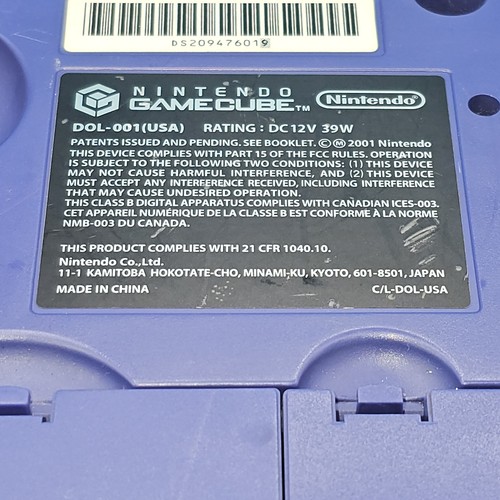 DS209476019
NINTENDO
GAMECUBE™ Nintendo®
DOL-001(USA) RATING : DC 12V 39W
PATENTS ISSUED AND PENDING. SEE BOOKLET. ©Ⓜ 2001 Nintendo
THIS DEVICE COMPLIES WITH PART 15 OF THE FCC RULES. OPERATION
IS SUBJECT TO THE FOLLOWING TWO CONDITIONS: (1) THIS DEVICE
MAY NOT CAUSE HARMFUL INTERFERENCE, AND (2) THIS DEVICE
MUST ACCEPT ANY INTERFERENCE RECEIVED, INCLUDING INTERFERENCE
THAT MAY CAUSE UNDESIRED OPERATION.
THIS CLASS B DIGITAL APPARATUS COMPLIES WITH CANADIAN ICES-003.
CET APPAREIL NUMÉRIQUE DE LA CLASSE B EST CONFORME À LA NORME
NMB-003 DU CANADA.
THIS PRODUCT COMPLIES WITH 21 CFR 1040.10.
Nintendo Co.,Ltd.
11-1 KAMITOBA HOKOTATE-CHO, MINAMI-KU, KYOTO, 601-8501, JAPAN
MADE IN CHINA C/L-DOL-USA